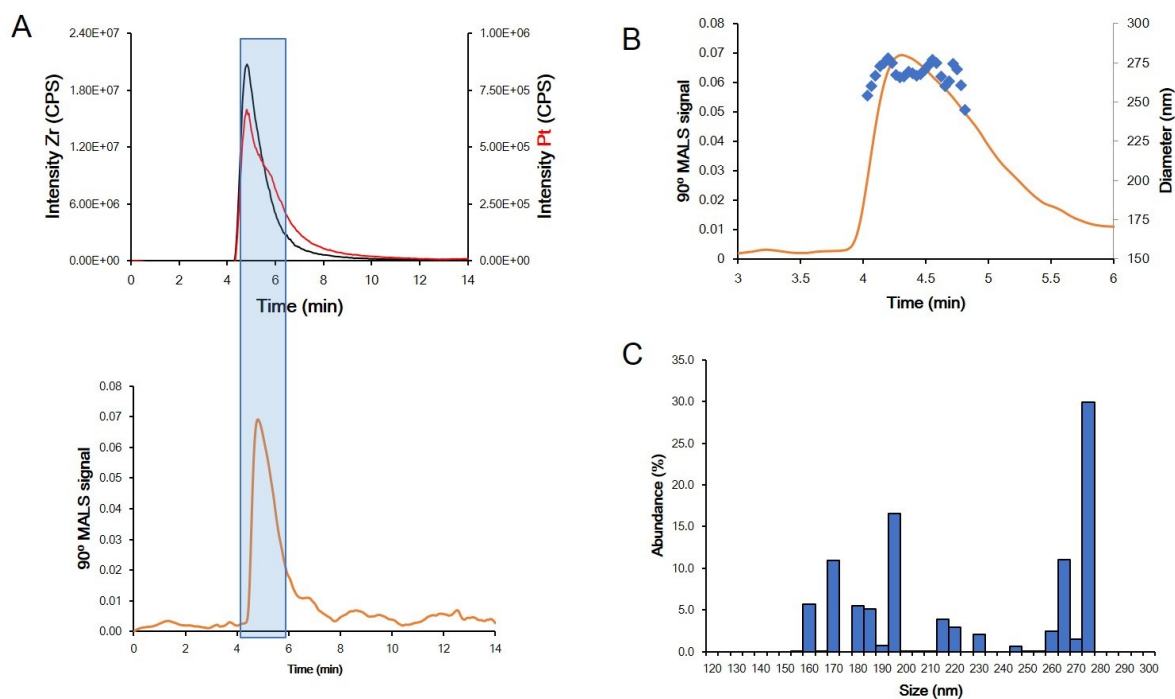 A
2.40E+07
1.80E+07
1.20E+07
6.00E+06
0.00E+00
Intensity Zr (CPS)
1.00E+06
7.50E+05
5.00E+05
2.50E+05
0.00E+00
Intensity Pt (CPS)
0 2 4 6 8 10 12 14
Time (min)
0.08
0.07
0.06
0.05
0.04
0.03
0.02
0.01
0.00
90º MALS signal
0 2 4 6 8 10 12 14
Time (min)
B
0.08
0.07
0.06
0.05
0.04
0.03
0.02
0.01
0
90º MALS signal
300
275
250
225
200
175
150
Diameter (nm)
3 3.5 4 4.5 5 5.5 6
Time (min)
C
35.0
30.0
25.0
20.0
15.0
10.0
5.0
0.0
Abundance (%)
120 130 140 150 160 170 180 190 200 210 220 230 240 250 260 270 280 290 300
Size (nm)